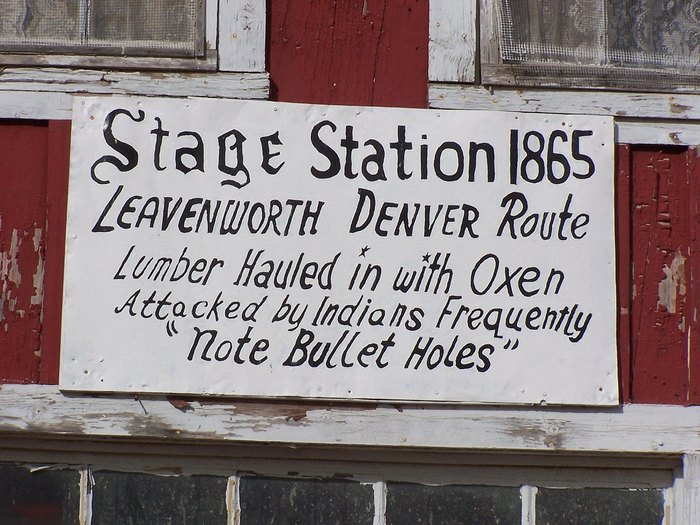 Stage Station 1865
LEAVENWORTH DENVER Route
Lumber Hauled in with Oxen
Attacked by Indians Frequently
"Note Bullet Holes"